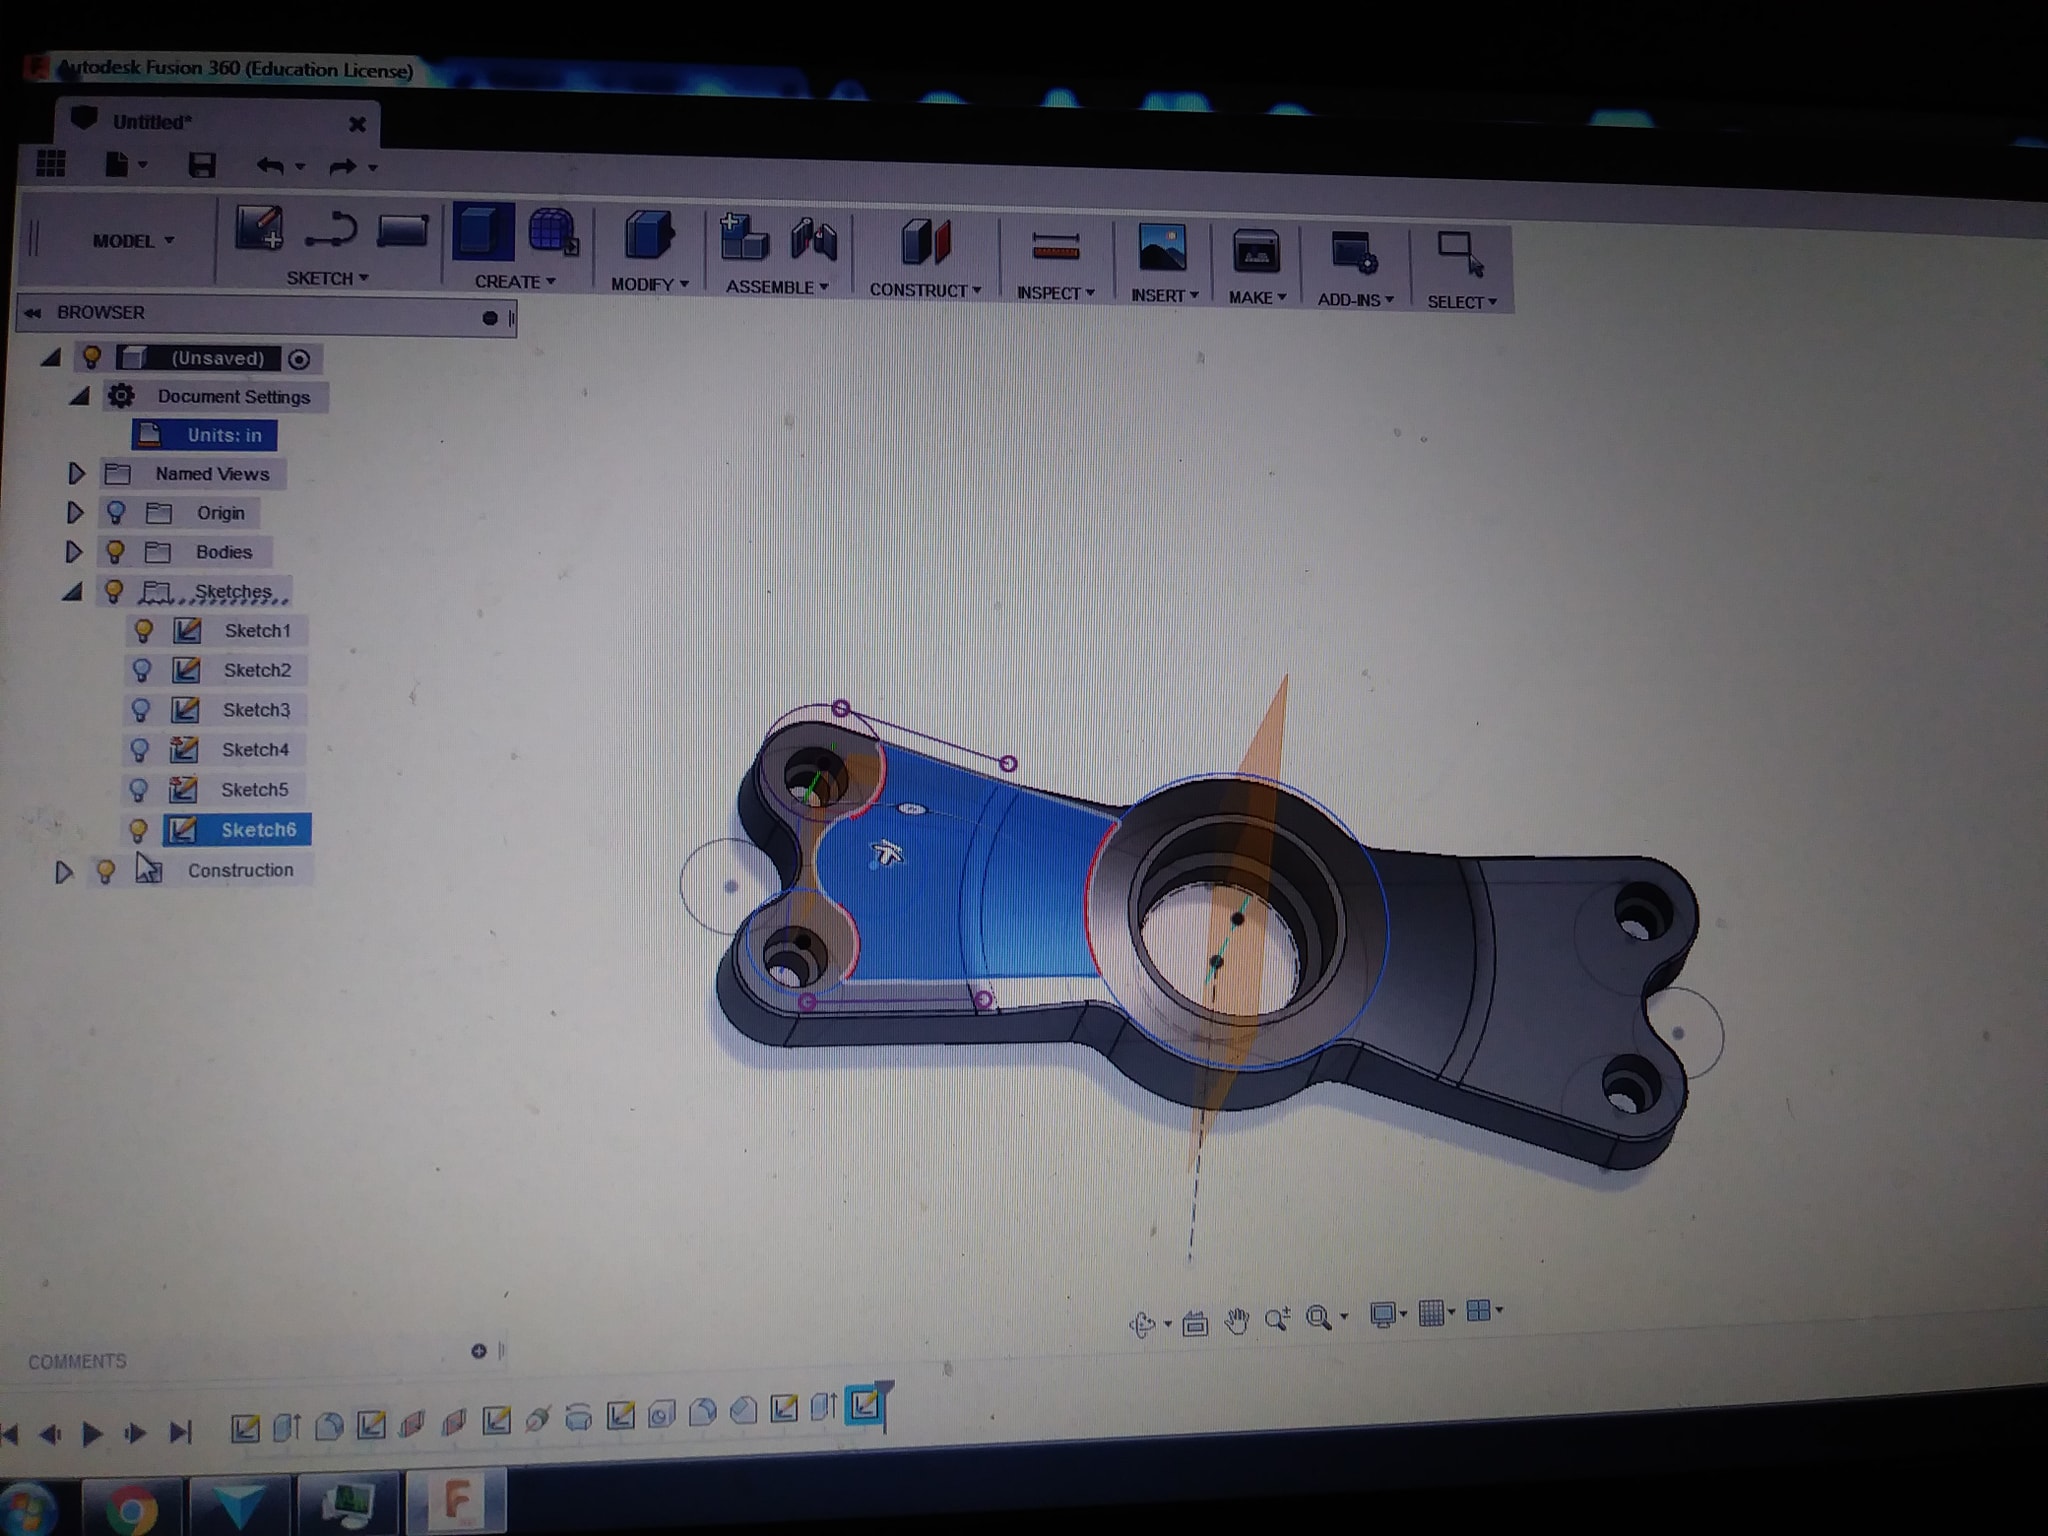 Autodesk Fusion 360 (Education License)
Untitled*
MODEL
SKETCH
CREATE
MODIFY
ASSEMBLE
CONSTRUCT
INSPECT
INSERT
MAKE
ADD-INS
SELECT
BROWSER
(Unsaved)
Document Settings
Units: in
Named Views
Origin
Bodies
Sketches
Sketch1
Sketch2
Sketch3
Sketch4
Sketch5
Sketch6
Construction
COMMENTS